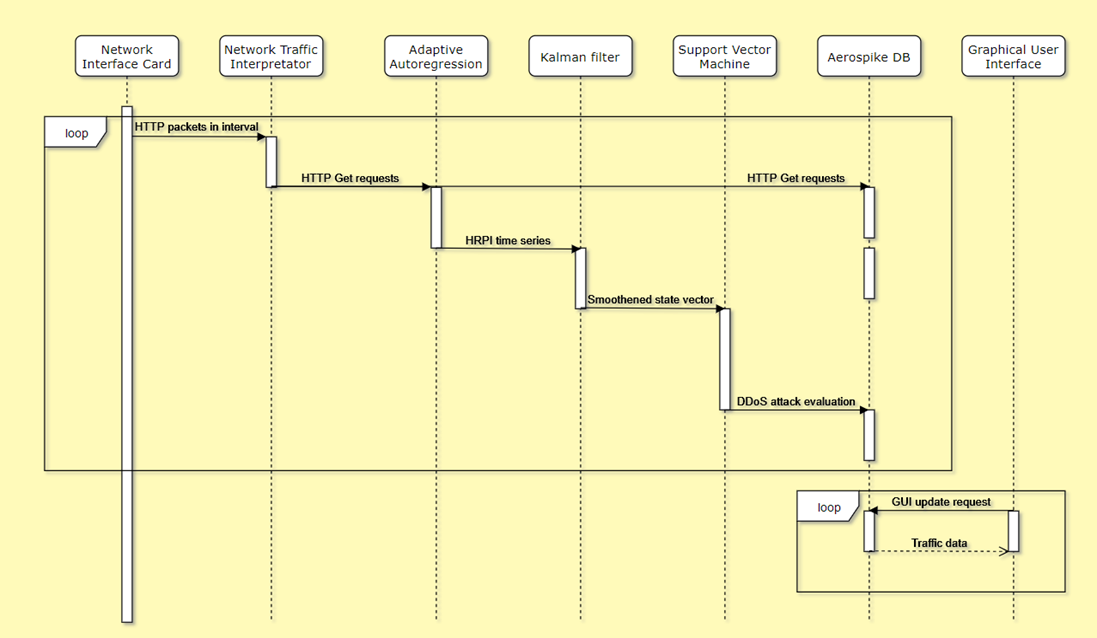 Network
Interface Card
Network Traffic
Interpretator
Adaptive
Autoregression
Kalman filter
Support Vector
Machine
Aerospike DB
Graphical User
Interface
loop
HTTP packets in interval
HTTP Get requests
HTTP Get requests
HRPI time series
Smoothened state vector
DDoS attack evaluation
loop
GUI update request
Traffic data